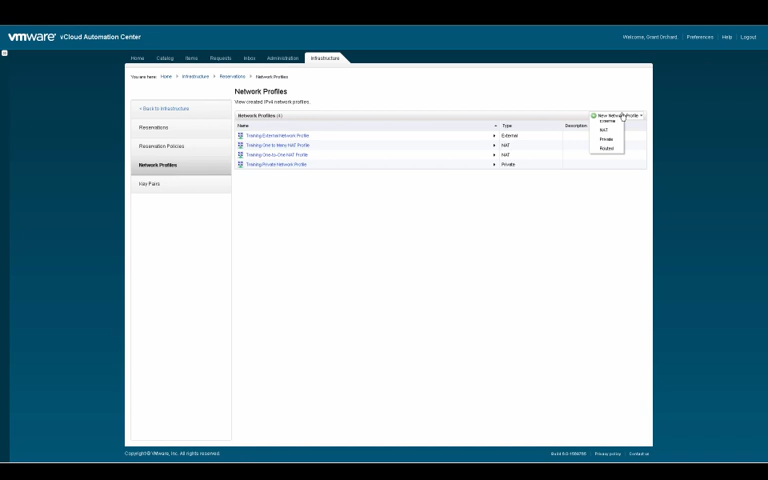 vmware vCloud Automation Center
Welcome, Grant Orchard. Preferences Help Logout
Home Catalog Items Requests Inbox Administration Infrastructure
You are here: Home Infrastructure Reservations Network Profiles
Network Profiles
View created IPv4 network profiles.
< Back to Infrastructure
Reservations
Reservation Policies
Network Profiles
Key Pairs
Network Profiles (4) New Network Profile
Name Type Description
Training External Network Profile External
Training One to Many NAT Profile NAT
Training One-to-One NAT Profile NAT
Training Private Network Profile Private
External
NAT
Private
Routed
Copyright © VMware, Inc. All rights reserved.
Privacy policy Contact us